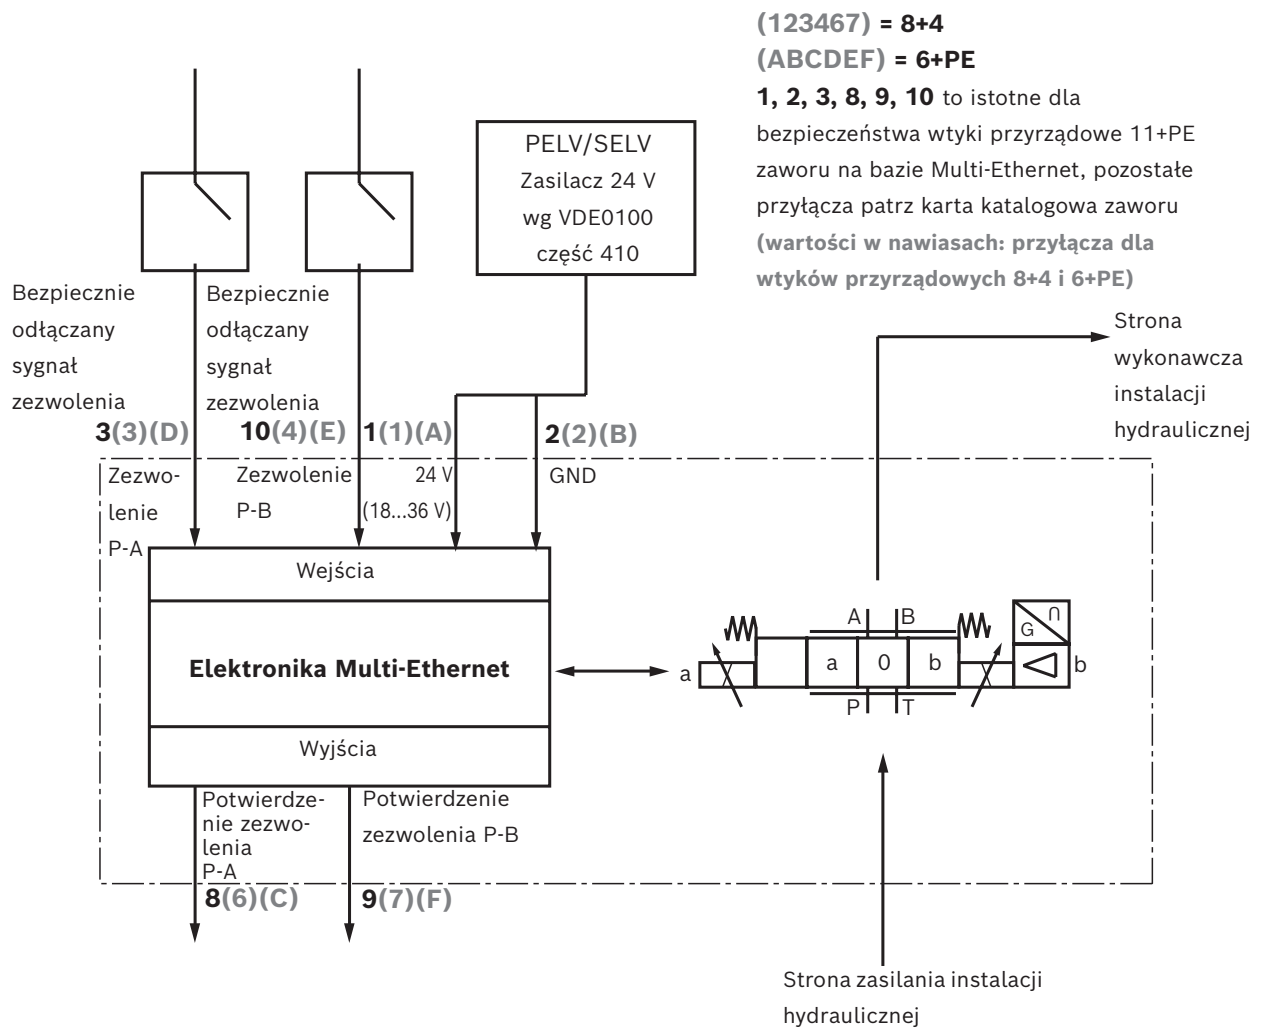 (123467) = 8+4
(ABCDEF) = 6+PE
1, 2, 3, 8, 9, 10 to istotne dla
bezpieczeństwa wtyki przyrządowe 11+PE
zaworu na bazie Multi-Ethernet, pozostałe
przyłącza patrz karta katalogowa zaworu
(wartości w nawiasach: przyłącza dla
wtyków przyrządowych 8+4 i 6+PE)
PELV/SELV
Zasilacz 24 V
wg VDE0100
część 410
Bezpiecznie
odłączany
sygnał
zezwolenia
Bezpiecznie
odłączany
sygnał
zezwolenia
Strona
wykonawcza
instalacji
hydraulicznej
3(3)(D)
10(4)(E)
1(1)(A)
2(2)(B)
Zezwo-
lenie
P-A
Zezwolenie
P-B
24 V
(18...36 V)
GND
Wejścia
Elektronika Multi-Ethernet
Wyjścia
A
B
a
a
0
b
b
P
T
G
U
Potwierdze-
nie zezwo-
lenia
P-A
Potwierdzenie
zezwolenia P-B
8(6)(C)
9(7)(F)
Strona zasilania instalacji
hydraulicznej